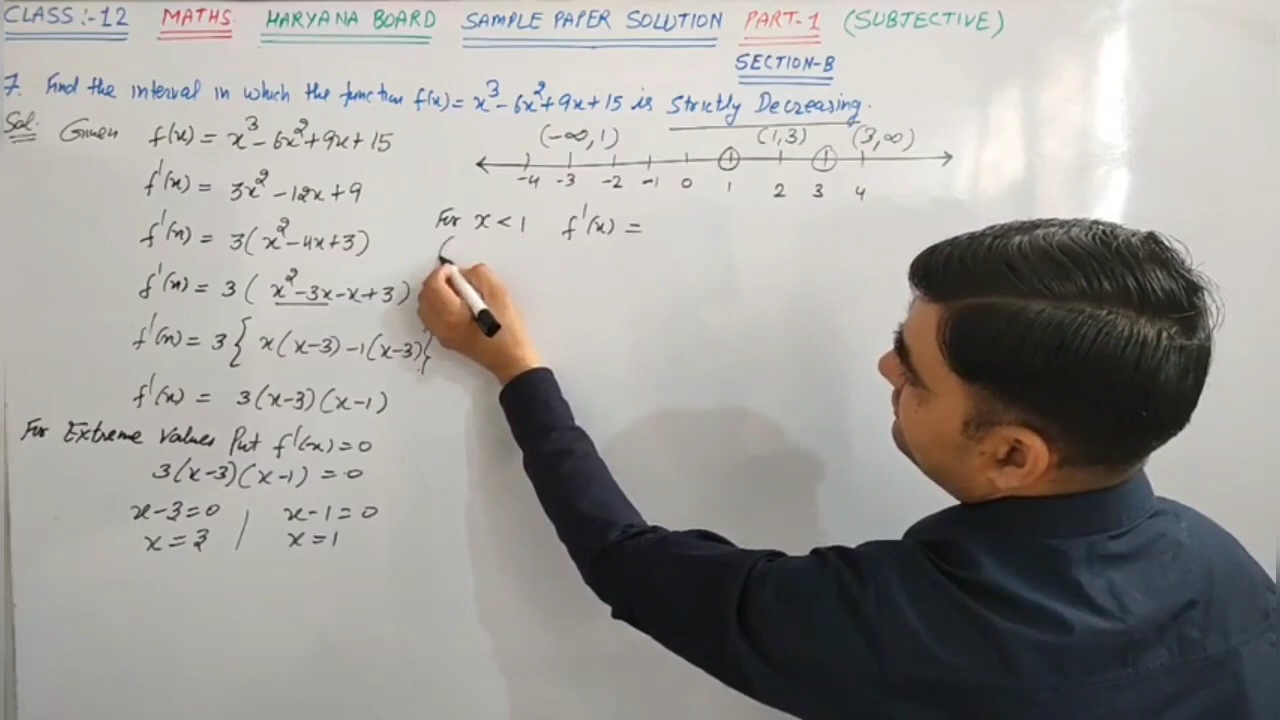 CLASS:-12 MATHS. HARYANA BOARD SAMPLE PAPER SOLUTION PART-1 (SUBJECTIVE)
SECTION-B
7. Find the interval in which the function f(x) = x³ - 6x² + 9x + 15 is Strictly Decreasing.
Sol. Given f(x) = x³ - 6x² + 9x + 15
f'(x) = 3x² - 12x + 9
f'(x) = 3(x² - 4x + 3)
f'(x) = 3(x² - 3x - x + 3)
f'(x) = 3{x(x-3) - 1(x-3)}
f'(x) = 3(x-3)(x-1)
For Extreme Values Put f'(x) = 0
3(x-3)(x-1) = 0
x-3=0 / x-1=0
x=3 / x=1
(-∞,1) (1,3) (3,∞)
-4 -3 -2 -1 0 1 2 3 4
For x < 1 f'(x) =
(